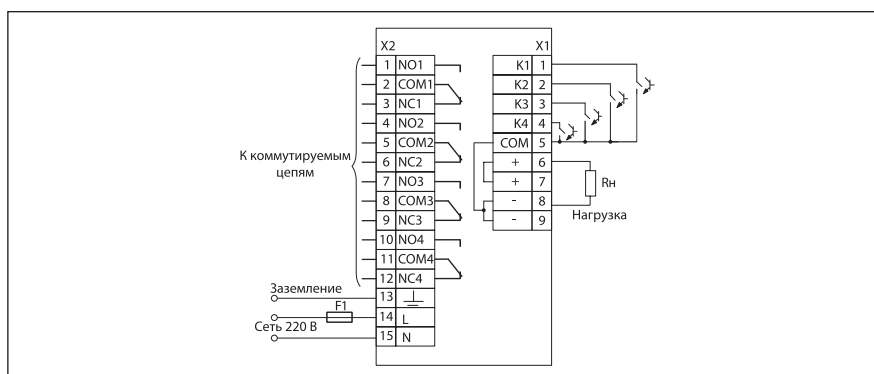 X2 X1
1 NO1 K1 1
2 COM1 K2 2
3 NC1 K3 3
4 NO2 K4 4
5 COM2 COM 5
К коммутируемым цепям
6 NC2 + 6
7 NO3 + 7
Rн
8 COM3 - 8
9 NC3 - 9
Нагрузка
10 NO4
11 COM4
12 NC4
Заземление
13
F1
14 L
Сеть 220 В
15 N